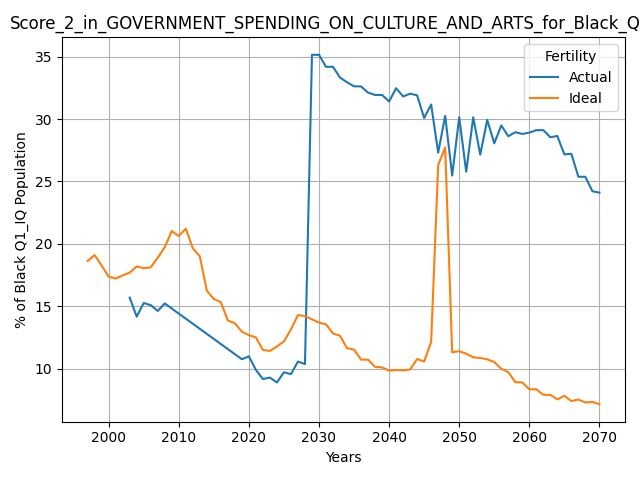 Score_2_in_GOVERNMENT_SPENDING_ON_CULTURE_AND_ARTS_for_Black_Q
Fertility
Actual
Ideal
% of Black Q1_IQ Population
35
30
25
20
15
10
2000 2010 2020 2030 2040 2050 2060 2070
Years